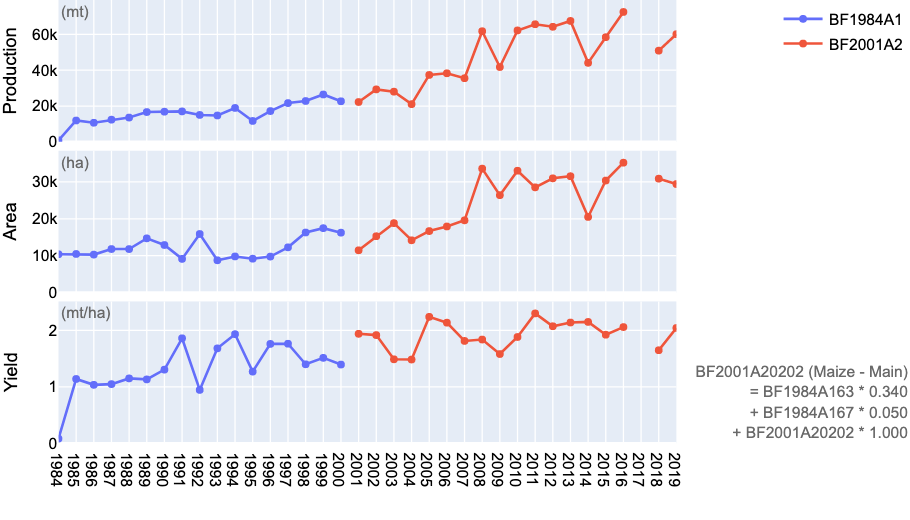 (mt)
BF1984A1
BF2001A2
Production
60k
40k
20k
0
(ha)
Area
30k
20k
10k
0
(mt/ha)
Yield
2
1
0
BF2001A20202 (Maize - Main)
= BF1984A163 * 0.340
+ BF1984A167 * 0.050
+ BF2001A20202 * 1.000
1984
1985
1986
1987
1988
1989
1990
1991
1992
1993
1994
1995
1996
1997
1998
1999
2000
2001
2002
2003
2004
2005
2006
2007
2008
2009
2010
2011
2012
2013
2014
2015
2016
2017
2018
2019